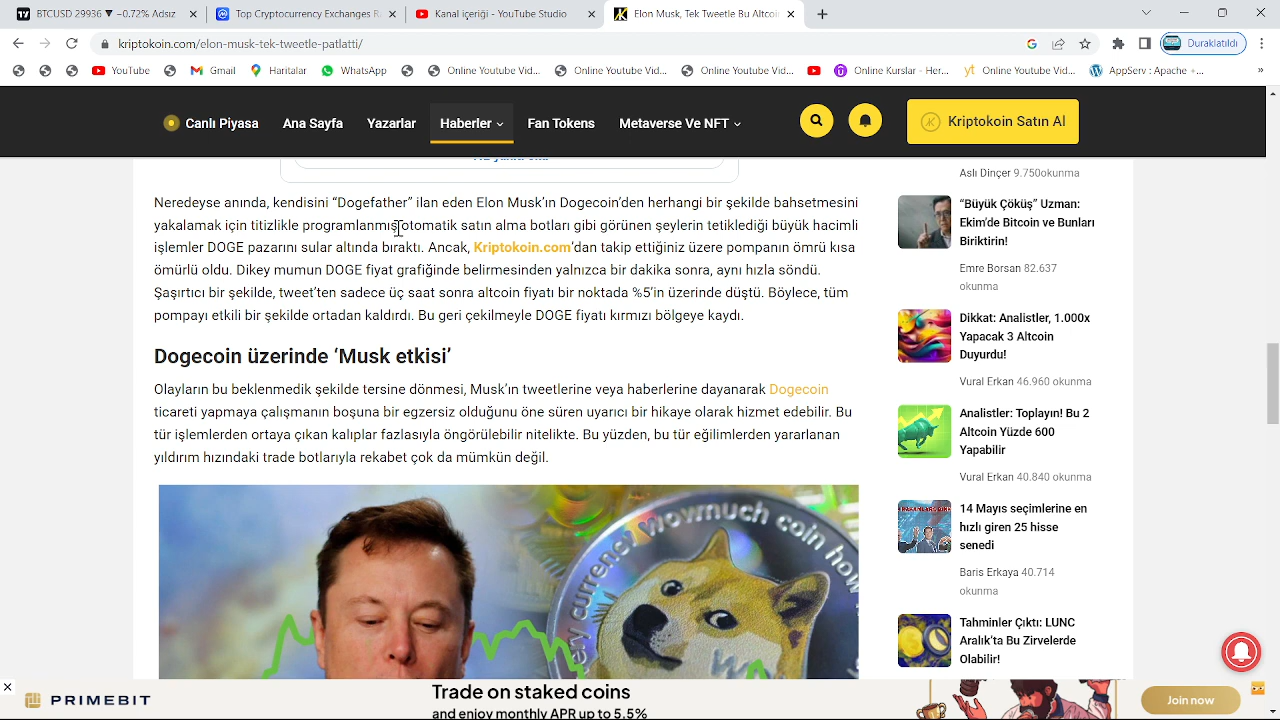 BTCUSD 29936 −0.72% Adsız
Top Cryptocurrency Exchanges R
Kanal içeriği - YouTube Studio
Elon Musk, Tek Tweetle Bu Altcoi
kriptokoin.com/elon-musk-tek-tweetle-patlatti/
Duraklatıldı
YouTube
Gmail
Haritalar
WhatsApp
Online Youtube Vid...
Online Youtube Vid...
Online Youtube Vid...
Online Kurslar - Her...
Online Youtube Vid...
AppServ : Apache +...
»
Canlı Piyasa
Ana Sayfa
Yazarlar
Haberler
Fan Tokens
Metaverse Ve NFT
Kriptokoin Satın Al
Neredeyse anında, kendisini “Dogefather” ilan eden Elon Musk’ın Dogecoin’den herhangi bir şekilde bahsetmesini
yakalamak için titizlikle programlanmış otomatik satın alma botları gibi görünen şeylerin tetiklediği büyük hacimli
işlemler DOGE pazarını sular altında bıraktı. Ancak, Kriptokoin.com’dan takip ettiğiniz üzere pompanın ömrü kısa
ömürlü oldu. Dikey mumun DOGE fiyat grafiğinde belirmesinden yalnızca bir dakika sonra, aynı hızla söndü.
Şaşırtıcı bir şekilde, tweet’ten sadece üç saat sonra altcoin fiyatı bir noktada %5’in üzerinde düştü. Böylece, tüm
pompayı etkili bir şekilde ortadan kaldırdı. Bu geri çekilmeyle DOGE fiyatı kırmızı bölgeye kaydı.
Dogecoin üzerinde ‘Musk etkisi’
Olayların bu beklenmedik şekilde tersine dönmesi, Musk’ın tweetlerine veya haberlerine dayanarak Dogecoin
ticareti yapmaya çalışmanın boşuna bir egzersiz olduğunu öne süren uyarıcı bir hikaye olarak hizmet edebilir. Bu
tür işlemlerden ortaya çıkan kalıplar fazlasıyla öngörülebilir nitelikte. Bu yüzden, bu tür eğilimlerden yararlanan
yıldırım hızındaki trade botlarıyla rekabet çok da mümkün değil.
wow much coin how
currency
Aslı Dinçer 9.750okunma
“Büyük Çöküş” Uzman:
Ekim’de Bitcoin ve Bunları
Biriktirin!
Emre Borsan 82.637
okunma
Dikkat: Analistler, 1.000x
Yapacak 3 Altcoin
Duyurdu!
Vural Erkan 46.960 okunma
Analistler: Toplayın! Bu 2
Altcoin Yüzde 600
Yapabilir
Vural Erkan 40.840 okunma
14 Mayıs seçimlerine en
hızlı giren 25 hisse
senedi
Baris Erkaya 40.714
okunma
Tahminler Çıktı: LUNC
Aralık’ta Bu Zirvelerde
Olabilir!
PRIMEBIT
Trade on staked coins
and enjoy monthly APR up to 5.5%
Join now